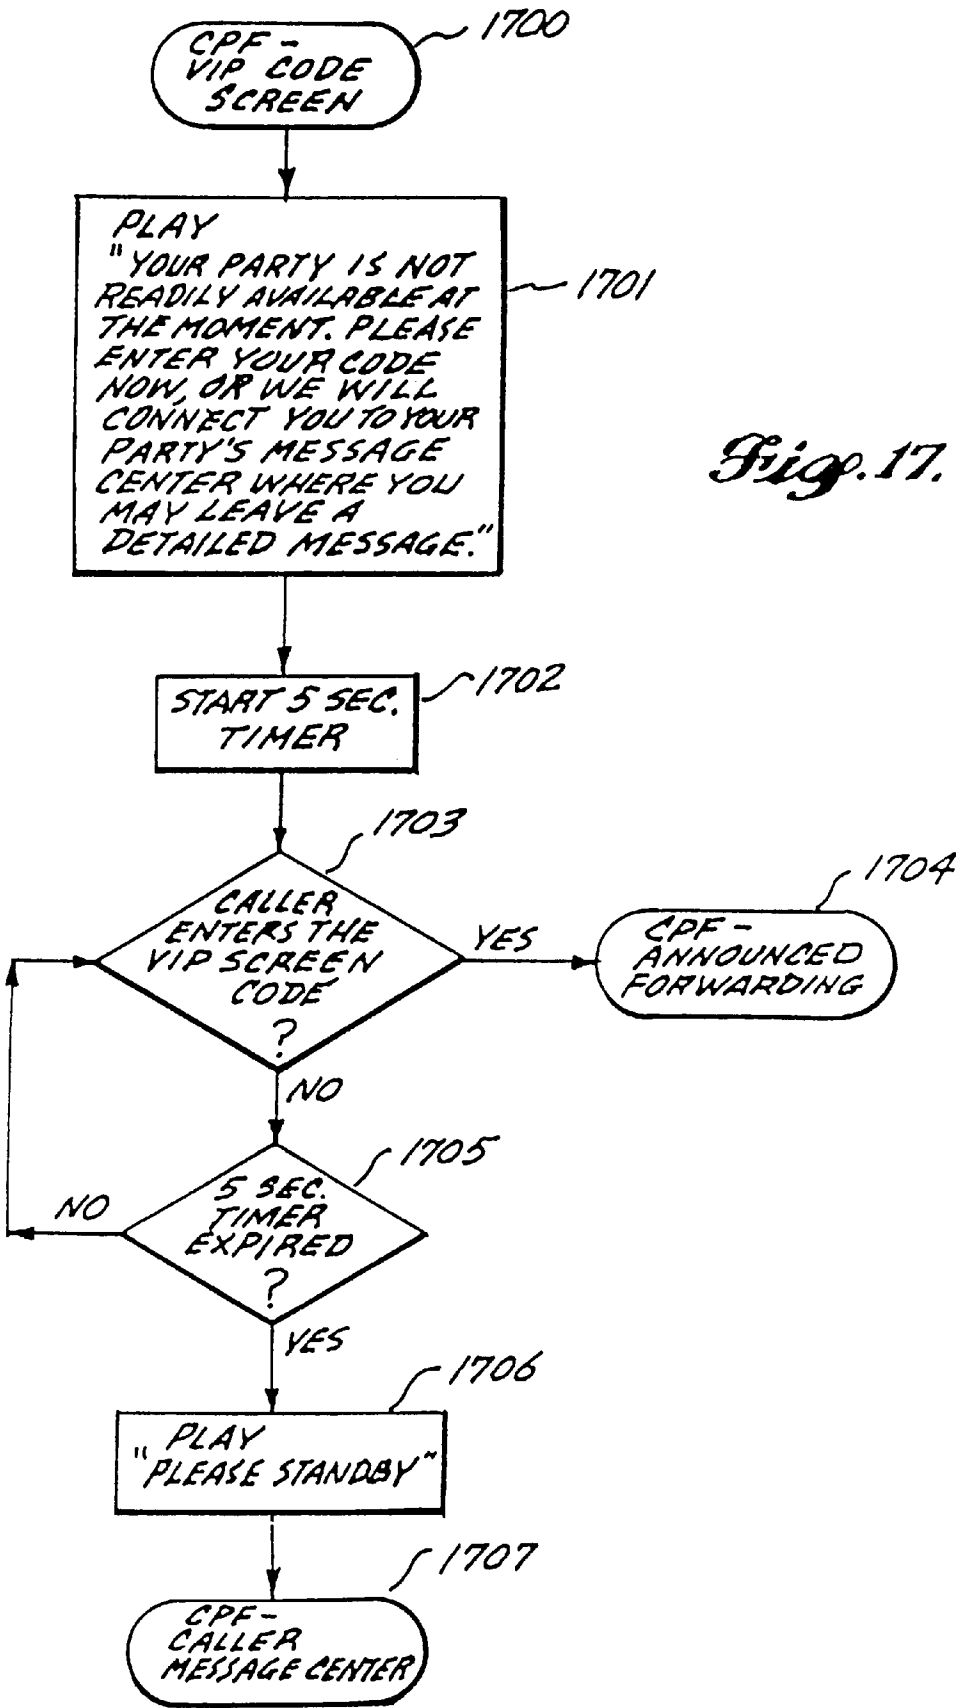 CPF-
VIP CODE
SCREEN
1700
PLAY
"YOUR PARTY IS NOT
READILY AVAILABLE AT
THE MOMENT. PLEASE
ENTER YOUR CODE
NOW, OR WE WILL
CONNECT YOU TO YOUR
PARTY'S MESSAGE
CENTER WHERE YOU
MAY LEAVE A
DETAILED MESSAGE."
1701
Fig. 17.
START 5 SEC.
TIMER
1702
CALLER
ENTERS THE
VIP SCREEN
CODE
?
1703
YES
CPF-
ANNOUNCED
FORWARDING
1704
NO
5 SEC.
TIMER
EXPIRED
?
1705
NO
YES
PLAY
"PLEASE STANDBY"
1706
CPF-
CALLER
MESSAGE CENTER
1707